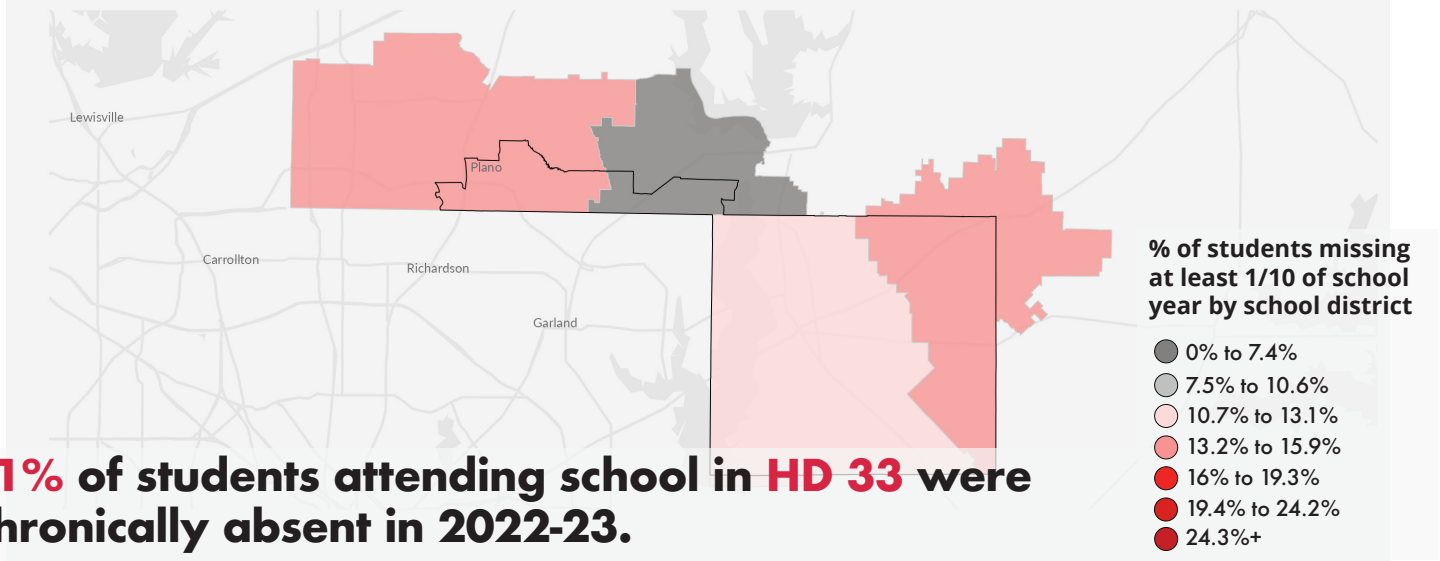 Lewisville
Plano
Carrollton
Richardson
Garland
% of students missing
at least 1/10 of school
year by school district
0% to 7.4%
7.5% to 10.6%
10.7% to 13.1%
13.2% to 15.9%
16% to 19.3%
19.4% to 24.2%
24.3%+
1% of students attending school in HD 33 were
hronically absent in 2022-23.